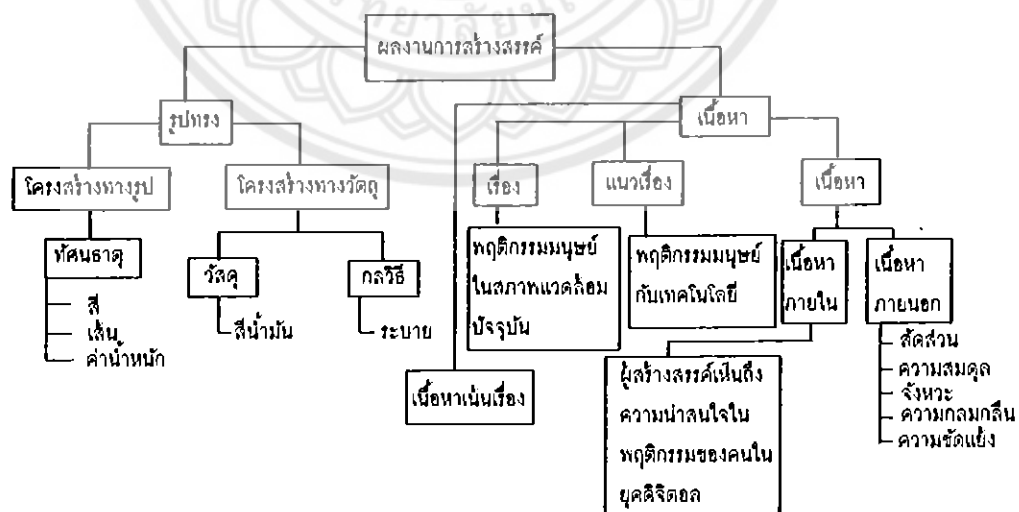 ผลงานการสร้างสรรค์
รูปทรง
เนื้อหา
โครงสร้างทางรูป
โครงสร้างทางวัตถุ
เรื่อง
แนวเรื่อง
เนื้อหา
ทัศนธาตุ
สี
เส้น
ค่าน้ำหนัก
วัสดุ
สีน้ำมัน
กลวิธี
ระบาย
พฤติกรรมมนุษย์
ในสภาพแวดล้อม
ปัจจุบัน
พฤติกรรมมนุษย์
กับเทคโนโลยี
เนื้อหา
ภายใน
เนื้อหา
ภายนอก
สัดส่วน
ความสมดุล
จังหวะ
ความกลมกลืน
ความขัดแย้ง
เนื้อหาเน้นเรื่อง
ผู้สร้างสรรค์เห็นถึง
ความน่าสนใจใน
พฤติกรรมของคนใน
ยุคดิจิตอล